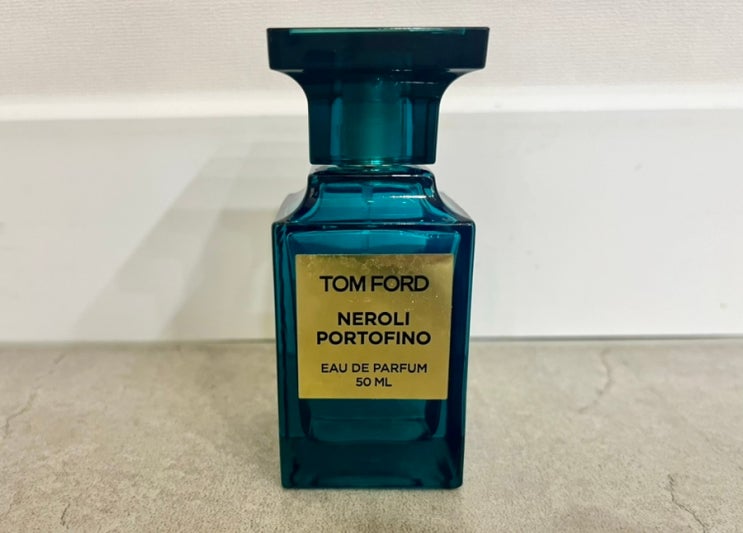 TOM FORD
NEROLI
PORTOFINO
EAU DE PARFUM
50 ML